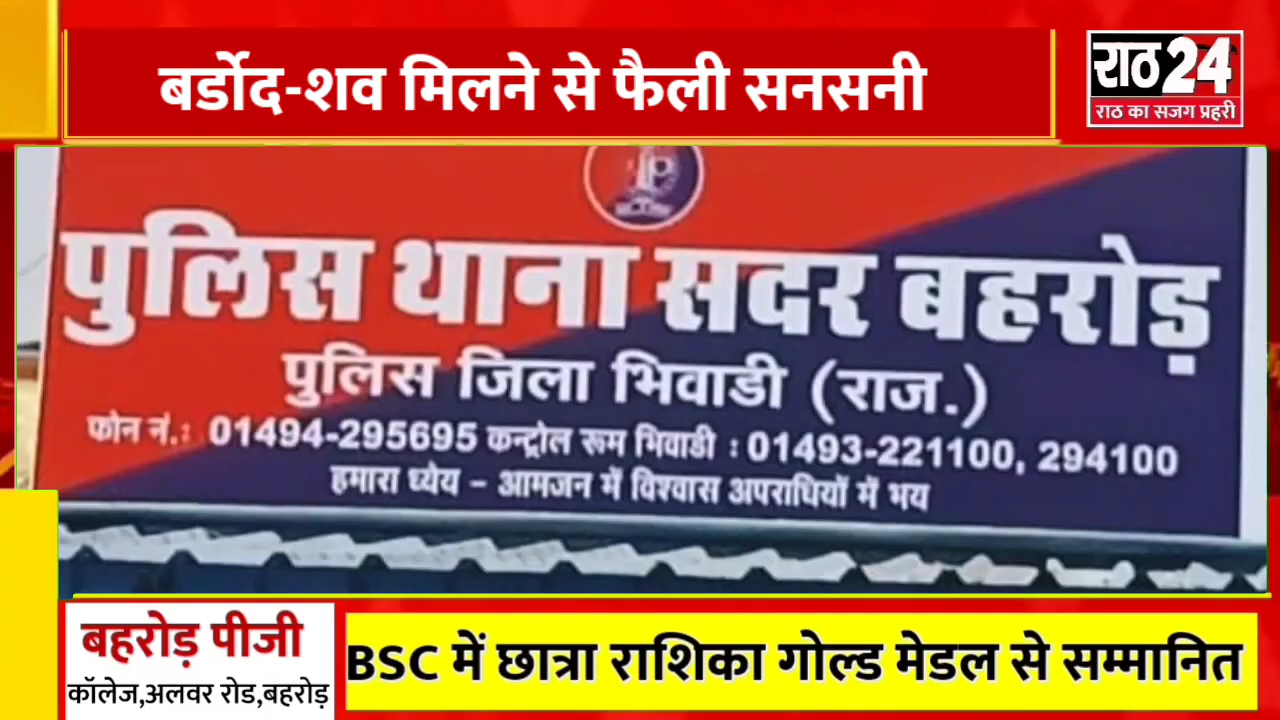 बर्डोद-शव मिलने से फैली सनसनी
राठ24
राठ का सजग प्रहरी
पुलिस थाना सदर बहरोड़
पुलिस जिला भिवाडी (राज.)
फोन नं.: 01494-295695 कन्ट्रोल रूम भिवाडी : 01493-221100, 294100
हमारा ध्येय - आमजन में विश्वास अपराधियों में भय
बहरोड़ पीजी
कॉलेज,अलवर रोड,बहरोड़
BSC में छात्रा राशिका गोल्ड मेडल से सम्मानित